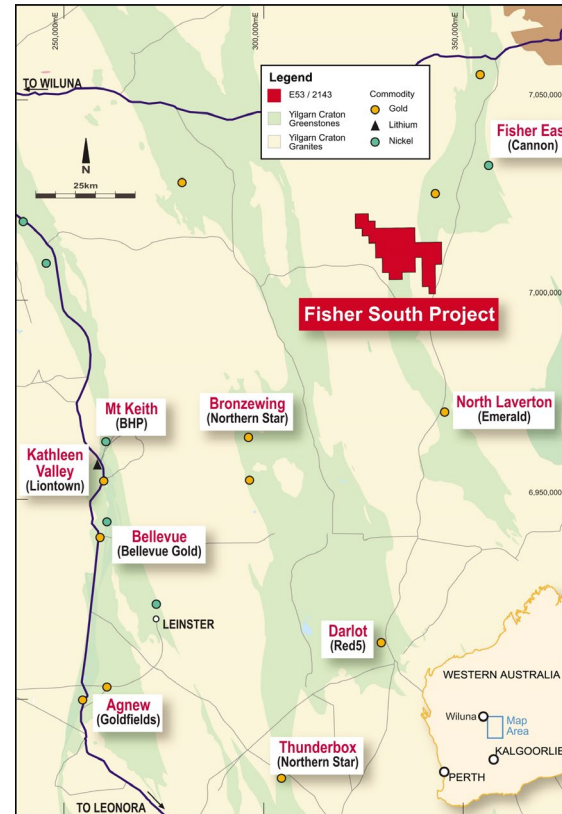 250,000mE
300,000mE
350,000mE
TO WILUNA
Legend
E53 / 2143
Yilgarn Craton
Greenstones
Yilgarn Craton
Granites
Commodity
Gold
Lithium
Nickel
7,050,000
Fisher Eas
(Cannon)
N
25km
7,000,000
Fisher South Project
Mt Keith
(BHP)
Bronzewing
(Northern Star)
North Laverton
(Emerald)
Kathleen
Valley
(Liontown)
6,950,000
Bellevue
(Bellevue Gold)
LEINSTER
Darlot
(Red5)
WESTERN AUSTRALIA
Wiluna
Map
Area
KALGOORLIE
PERTH
Agnew
(Goldfields)
Thunderbox
(Northern Star)
TO LEONORA